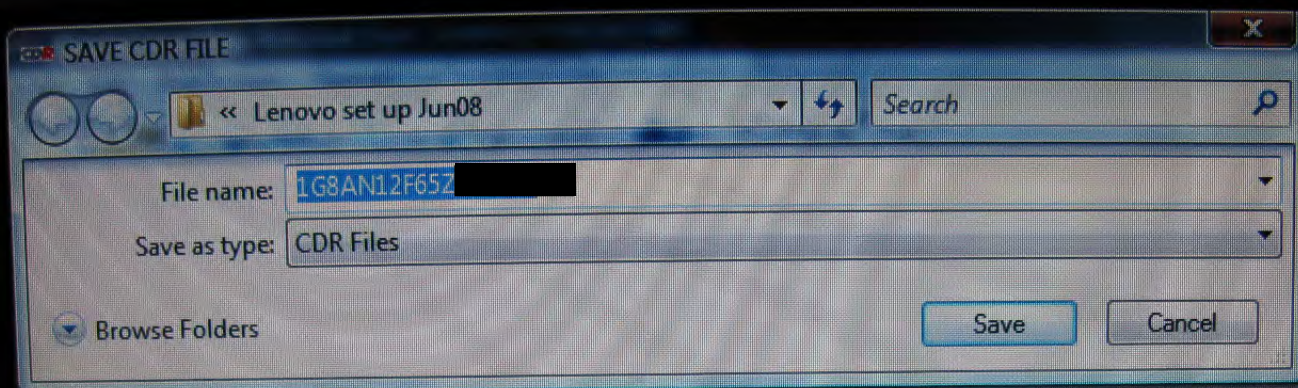 CDR SAVE CDR FILE
« Lenovo set up Jun08
Search
File name: 1G8AN12F65Z
Save as type: CDR Files
Browse Folders
Save
Cancel